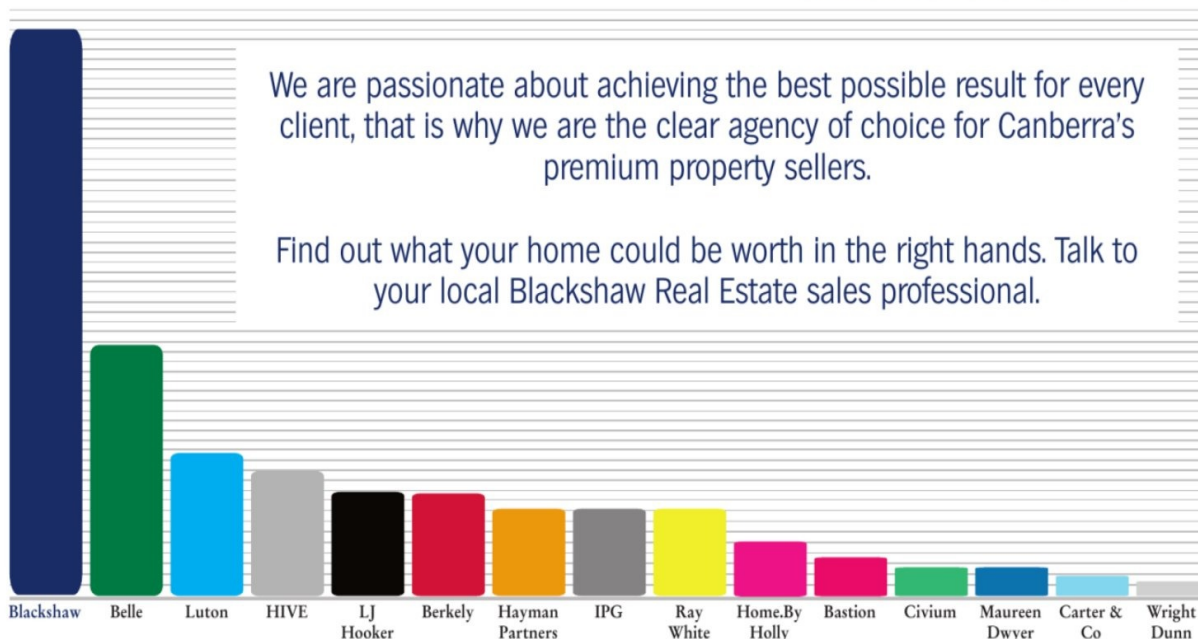 We are passionate about achieving the best possible result for every
client, that is why we are the clear agency of choice for Canberra's
premium property sellers.
Find out what your home could be worth in the right hands. Talk to
your local Blackshaw Real Estate sales professional.
Blackshaw Belle Luton HIVE LJ Berkely Hayman IPG Ray Home.By Bastion Civium Maureen Carter & Wright
Hooker Partners White Holly Dwyer Co Dunn